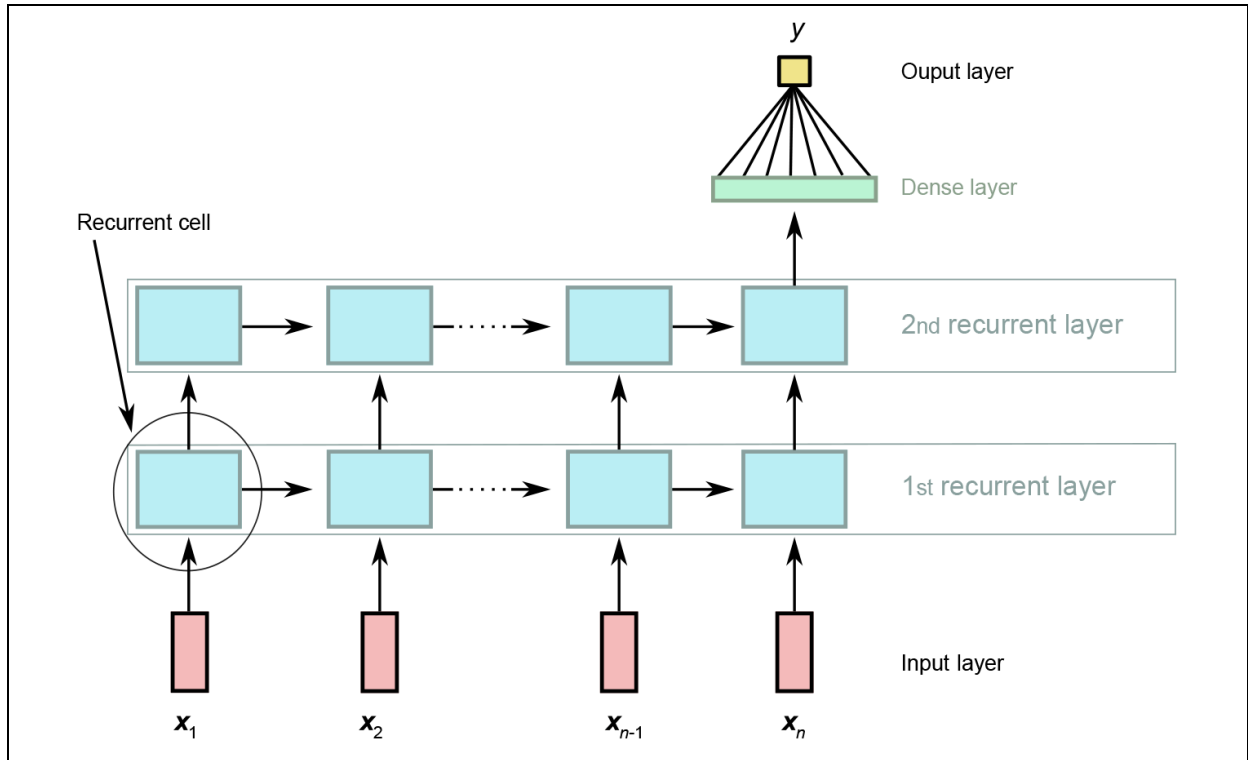 y
Ouput layer
Dense layer
Recurrent cell
2nd recurrent layer
1st recurrent layer
Input layer
x1 x2 xn-1 xn